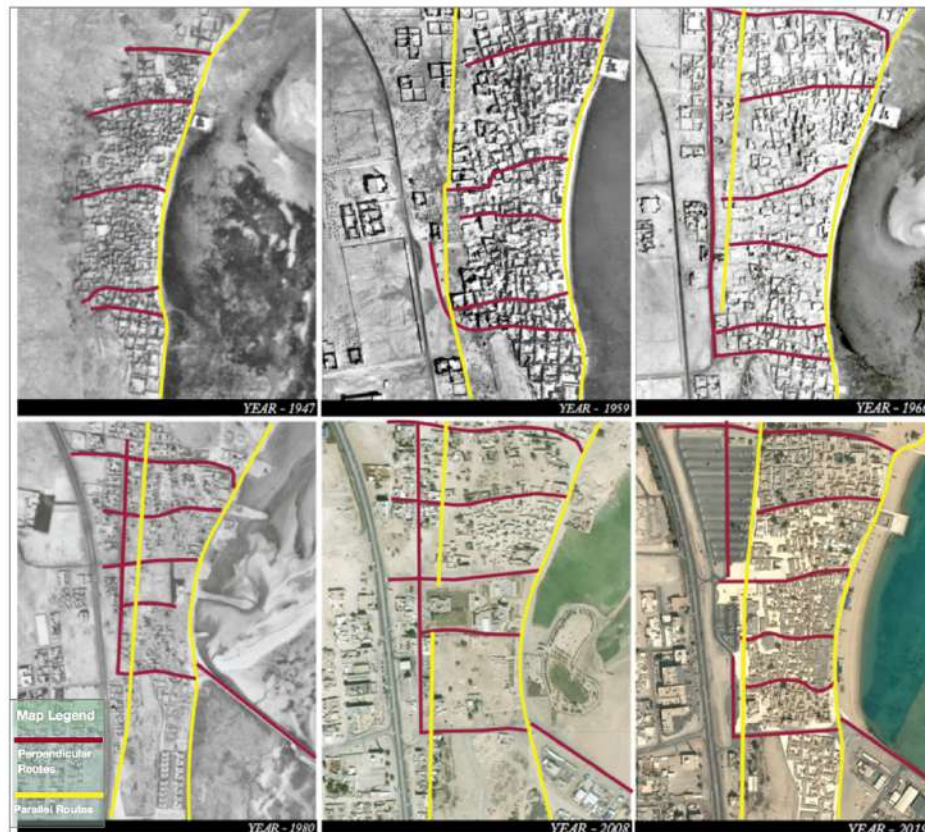 YEAR - 1947
YEAR - 1959
YEAR - 1966
YEAR - 1980
YEAR - 2008
YEAR - 2019
Map Legend
Perpendicular
Routes
Parallel Routes